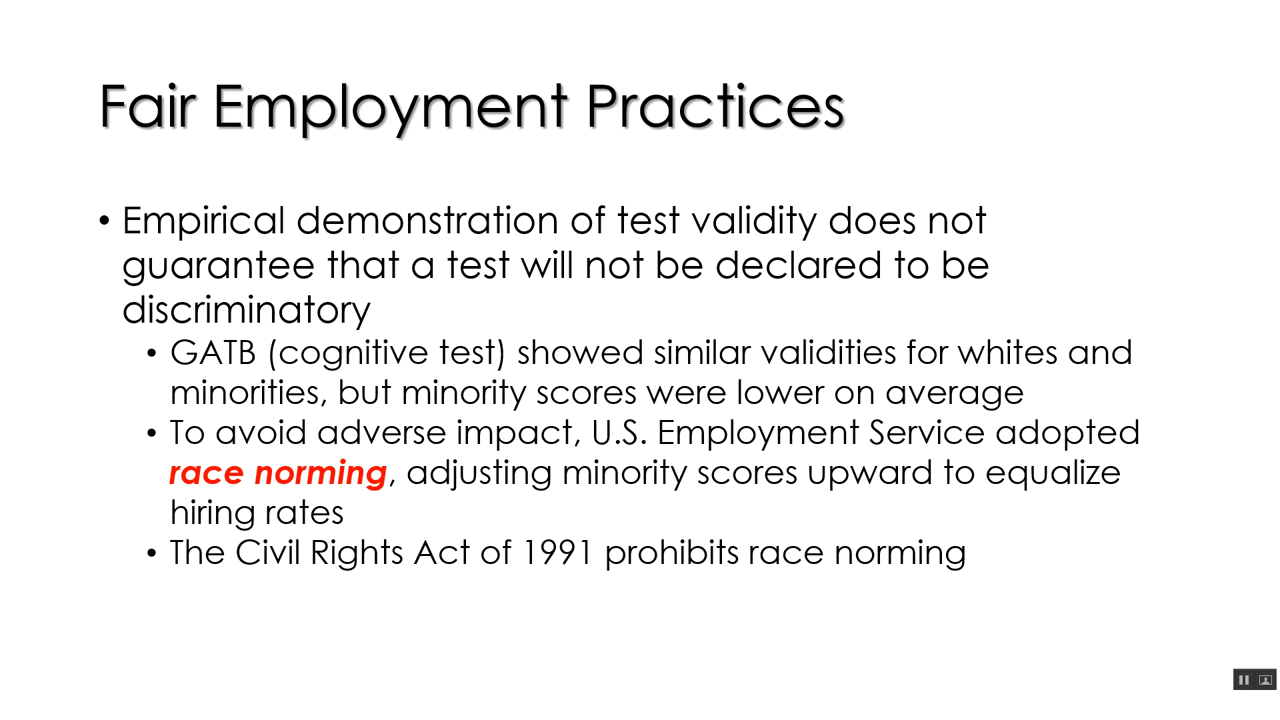 Fair Employment Practices
• Empirical demonstration of test validity does not
guarantee that a test will not be declared to be
discriminatory
• GATB (cognitive test) showed similar validities for whites and
minorities, but minority scores were lower on average
• To avoid adverse impact, U.S. Employment Service adopted
race norming, adjusting minority scores upward to equalize
hiring rates
• The Civil Rights Act of 1991 prohibits race norming